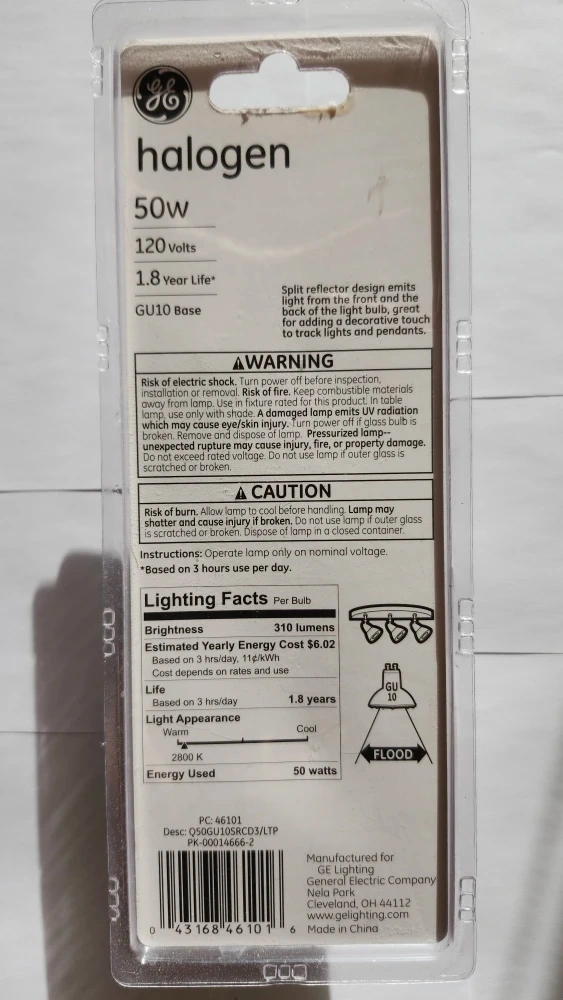 GE
halogen
50w
120 Volts
1.8 Year Life*
GU10 Base
Split reflector design emits
light from the front and the
back of the light bulb, great
for adding a decorative touch
to track lights and pendants.
⚠WARNING
Risk of electric shock. Turn power off before inspection,
installation or removal. Risk of fire. Keep combustible materials
away from lamp. Use in fixture rated for this product. In table
lamp, use only with shade. A damaged lamp emits UV radiation
which may cause eye/skin injury. Turn power off if glass bulb is
broken. Remove and dispose of lamp. Pressurized lamp--
unexpected rupture may cause injury, fire, or property damage.
Do not exceed rated voltage. Do not use lamp if outer glass is
scratched or broken.
⚠ CAUTION
Risk of burn. Allow lamp to cool before handling. Lamp may
shatter and cause injury if broken. Do not use lamp if outer glass
is scratched or broken. Dispose of lamp in a closed container.
Instructions: Operate lamp only on nominal voltage.
*Based on 3 hours use per day.
Lighting Facts Per Bulb
Brightness 310 lumens
Estimated Yearly Energy Cost $6.02
Based on 3 hrs/day, 11¢/kWh
Cost depends on rates and use
Life
Based on 3 hrs/day 1.8 years
Light Appearance
Warm Cool
2800 K
Energy Used 50 watts
GU
10
FLOOD
PC: 46101
Desc: Q50GU10SRCD3/LTP
PK-00014666-2
0 43168 46101 6
Manufactured for
GE Lighting
General Electric Company
Nela Park
Cleveland, OH 44112
www.gelighting.com
Made in China